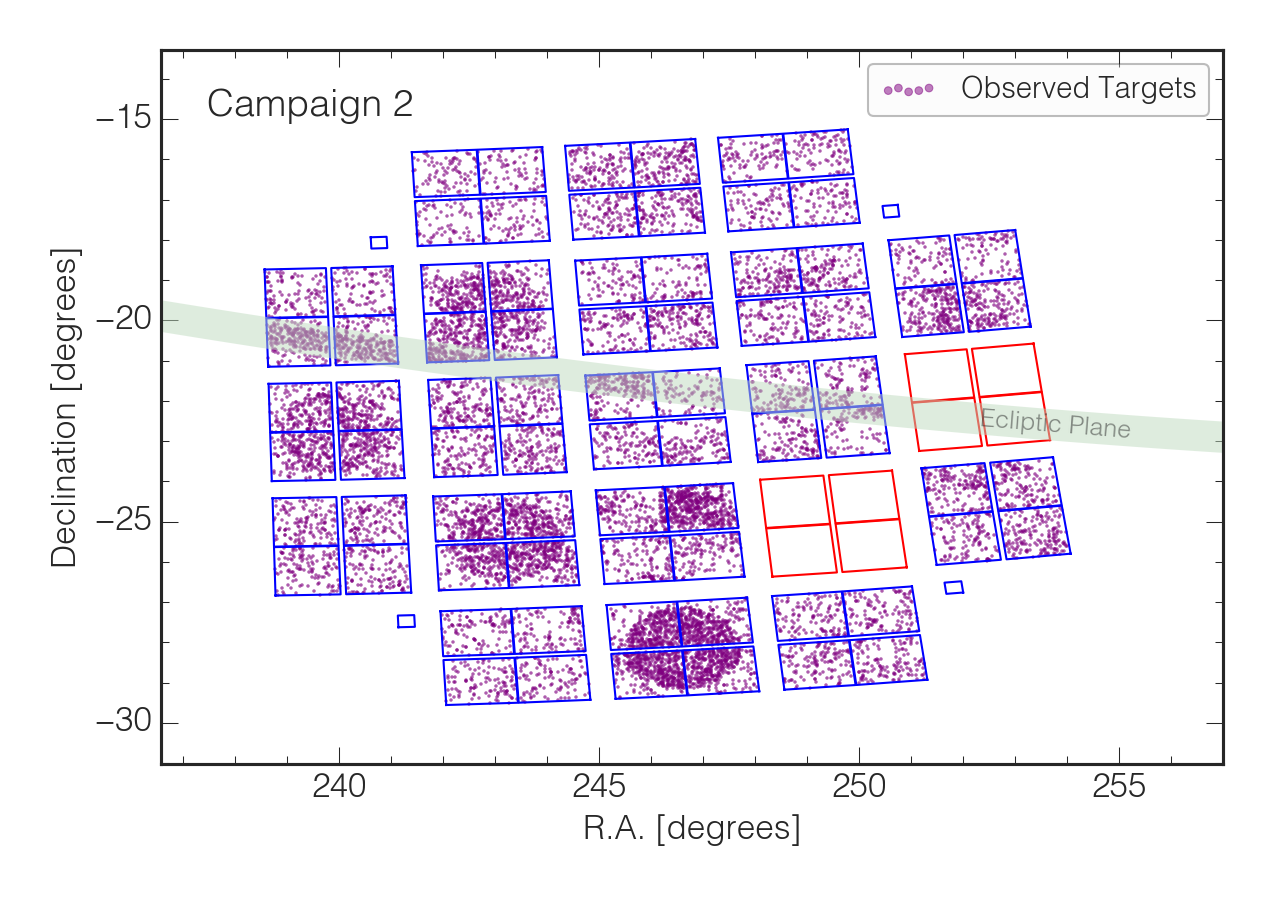 Campaign 2
Observed Targets
−15
−20
−25
−30
Declination [degrees]
Ecliptic Plane
240
245
250
255
R.A. [degrees]